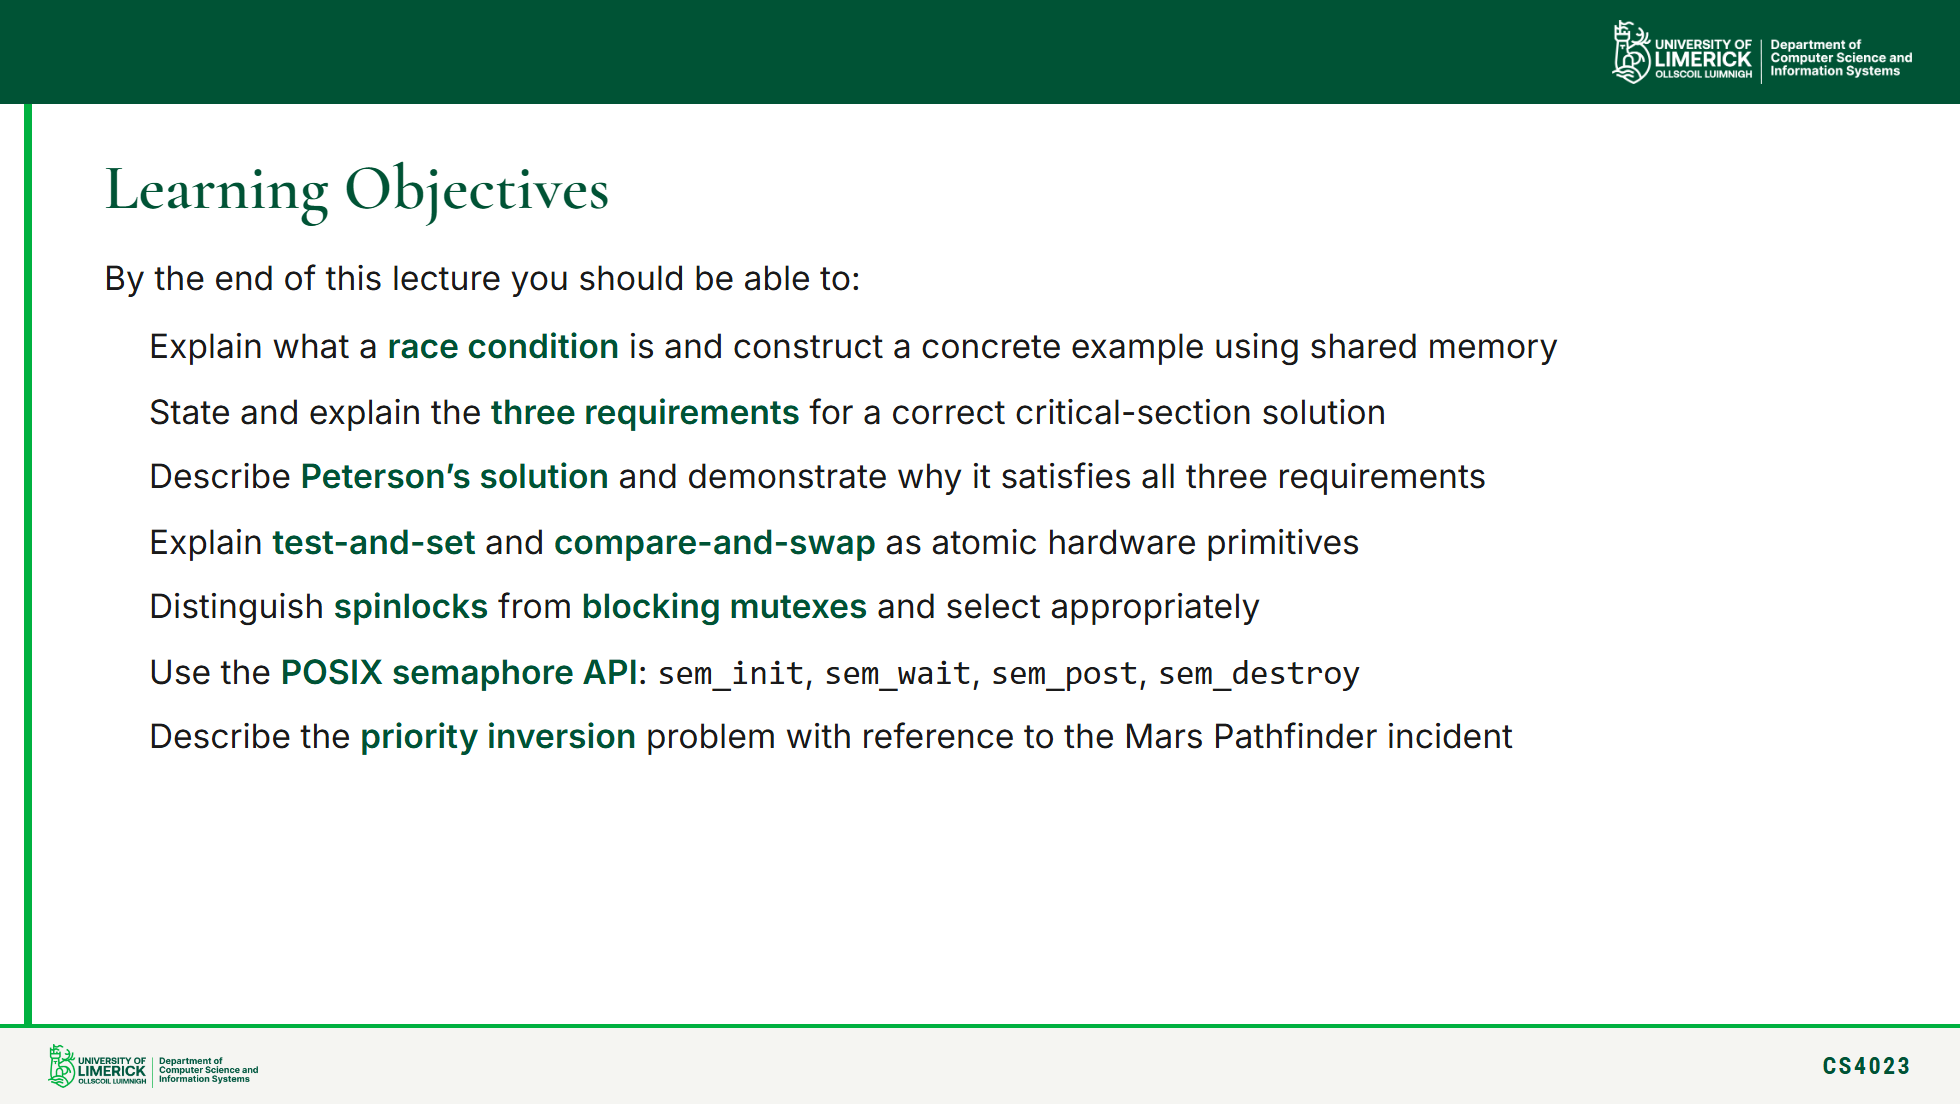 UNIVERSITY OF
LIMERICK
OLLSCOIL LUIMNIGH
Department of
Computer Science and
Information Systems
Learning Objectives
By the end of this lecture you should be able to:
Explain what a race condition is and construct a concrete example using shared memory
State and explain the three requirements for a correct critical-section solution
Describe Peterson’s solution and demonstrate why it satisfies all three requirements
Explain test-and-set and compare-and-swap as atomic hardware primitives
Distinguish spinlocks from blocking mutexes and select appropriately
Use the POSIX semaphore API: sem_init, sem_wait, sem_post, sem_destroy
Describe the priority inversion problem with reference to the Mars Pathfinder incident
UNIVERSITY OF
LIMERICK
OLLSCOIL LUIMNIGH
Department of
Computer Science and
Information Systems
CS4023